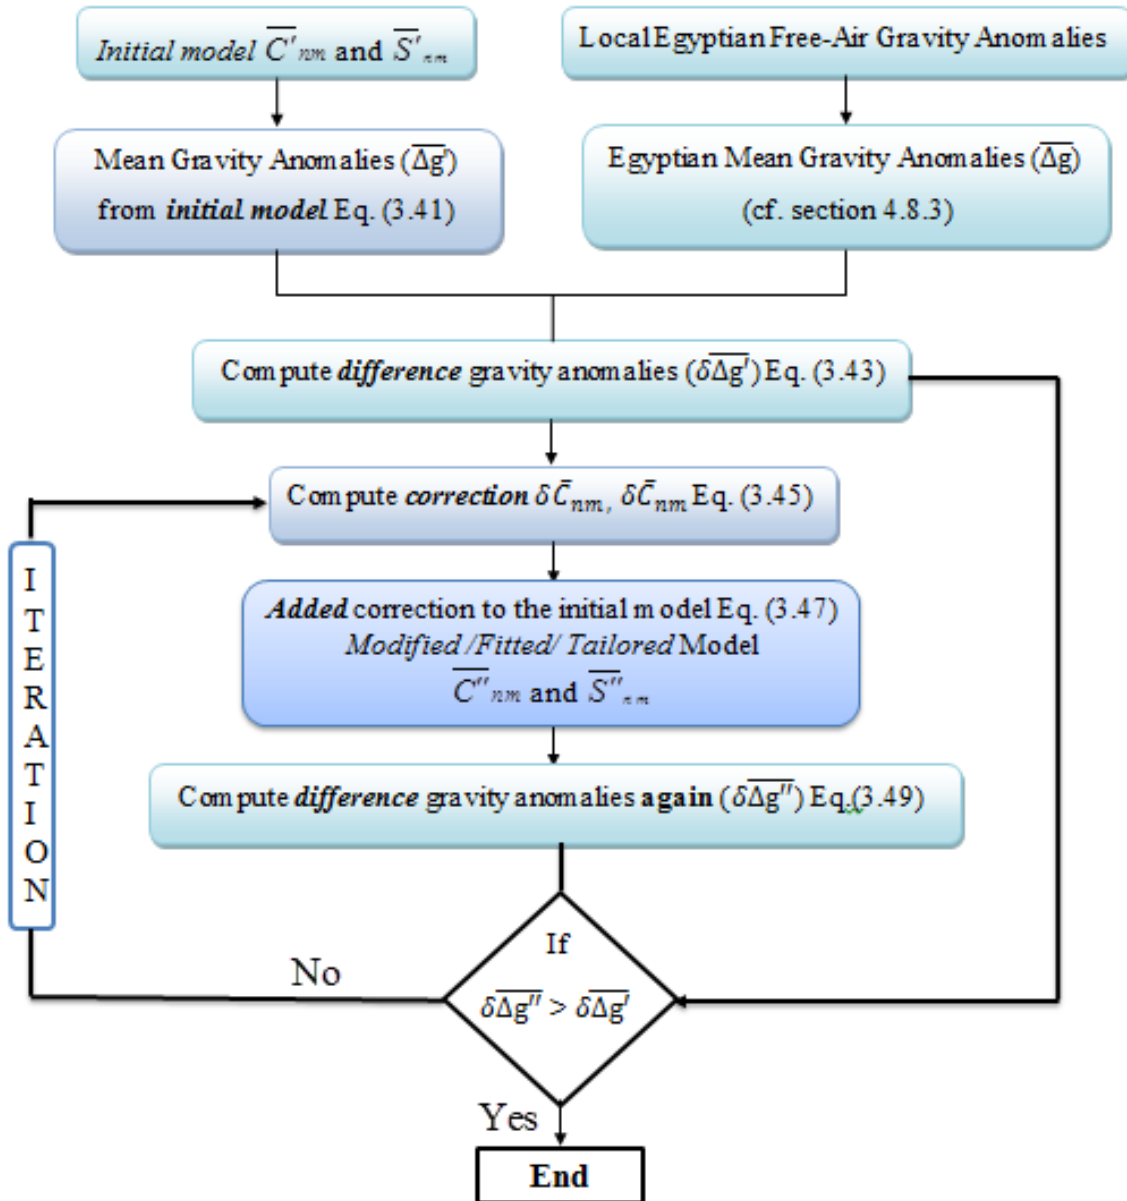 Initial model C̅′nm and S̅′nm
Local Egyptian Free-Air Gravity Anomalies
Mean Gravity Anomalies (Δg̅′)
from initial model Eq. (3.41)
Egyptian Mean Gravity Anomalies (Δg̅)
(cf. section 4.8.3)
Compute difference gravity anomalies (δΔg̅′) Eq. (3.43)
Compute correction δC̄nm, δC̄nm Eq. (3.45)
Added correction to the initial model Eq. (3.47)
Modified /Fitted/ Tailored Model
C̅″nm and S̅″nm
Compute difference gravity anomalies again (δΔg̅″) Eq.(3.49)
ITERATION
If
δΔg̅″ > δΔg̅′
No
Yes
End